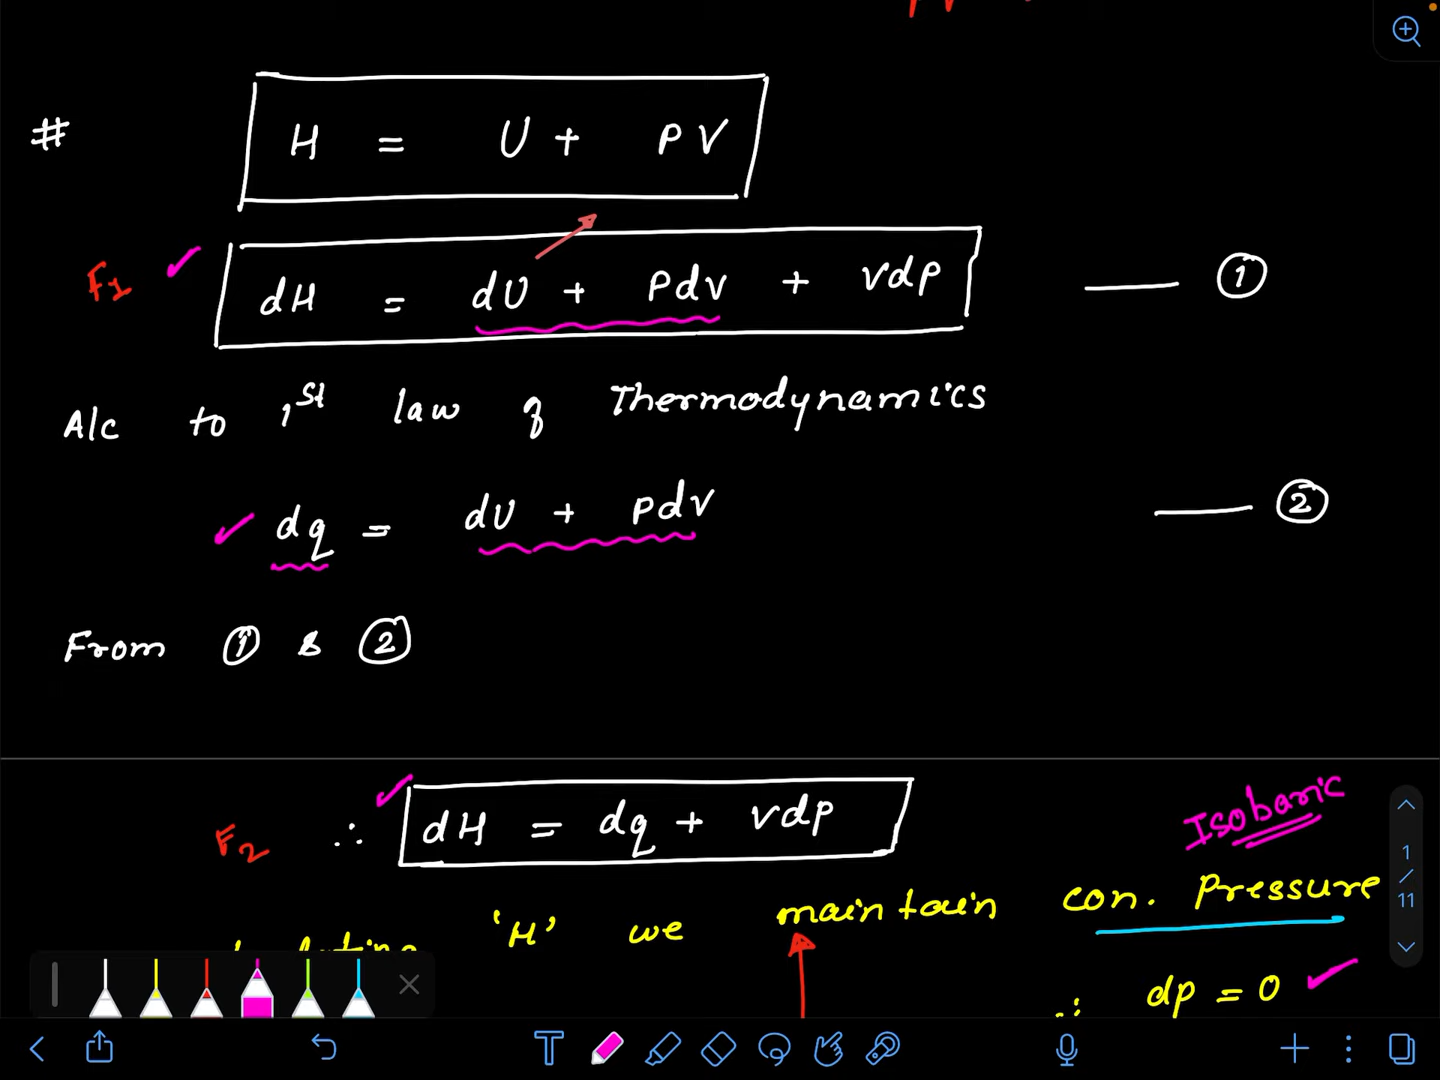 # H = U + PV
F1 ✓ dH = dU + Pdv + vdp —— ①
A/c to 1st law of Thermodynamics
✓ dq = dU + pdv —— ②
From ① & ②
F2 ∴ dH = dq + vdp
Isobaric
'H' we maintain con. Pressure
∴ dp = 0 ✓
1
/
11
T